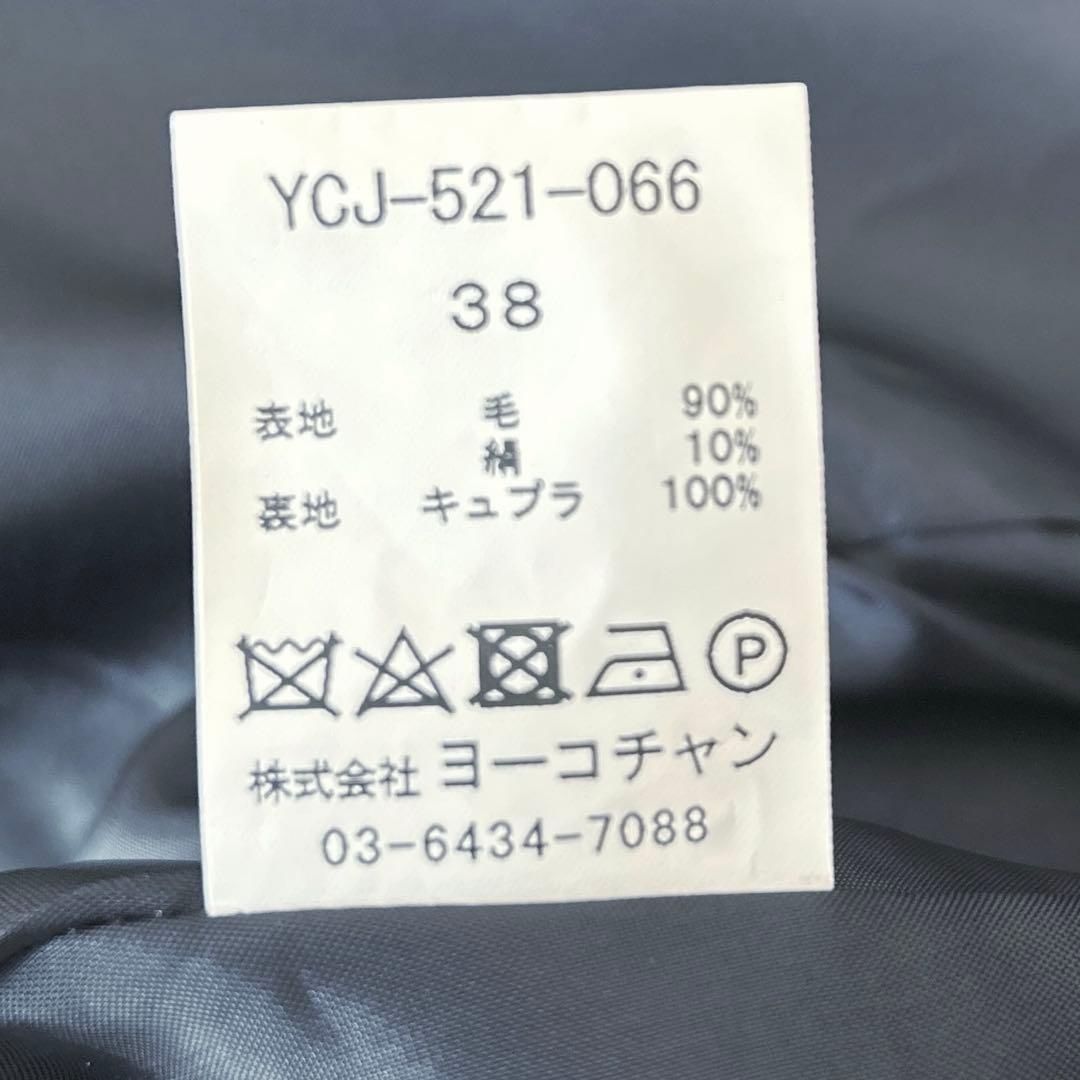 YCJ-521-066
38
表地 毛 90%
絹 10%
裏地 キュプラ 100%
P
株式会社 ヨーコチャン
03-6434-7088